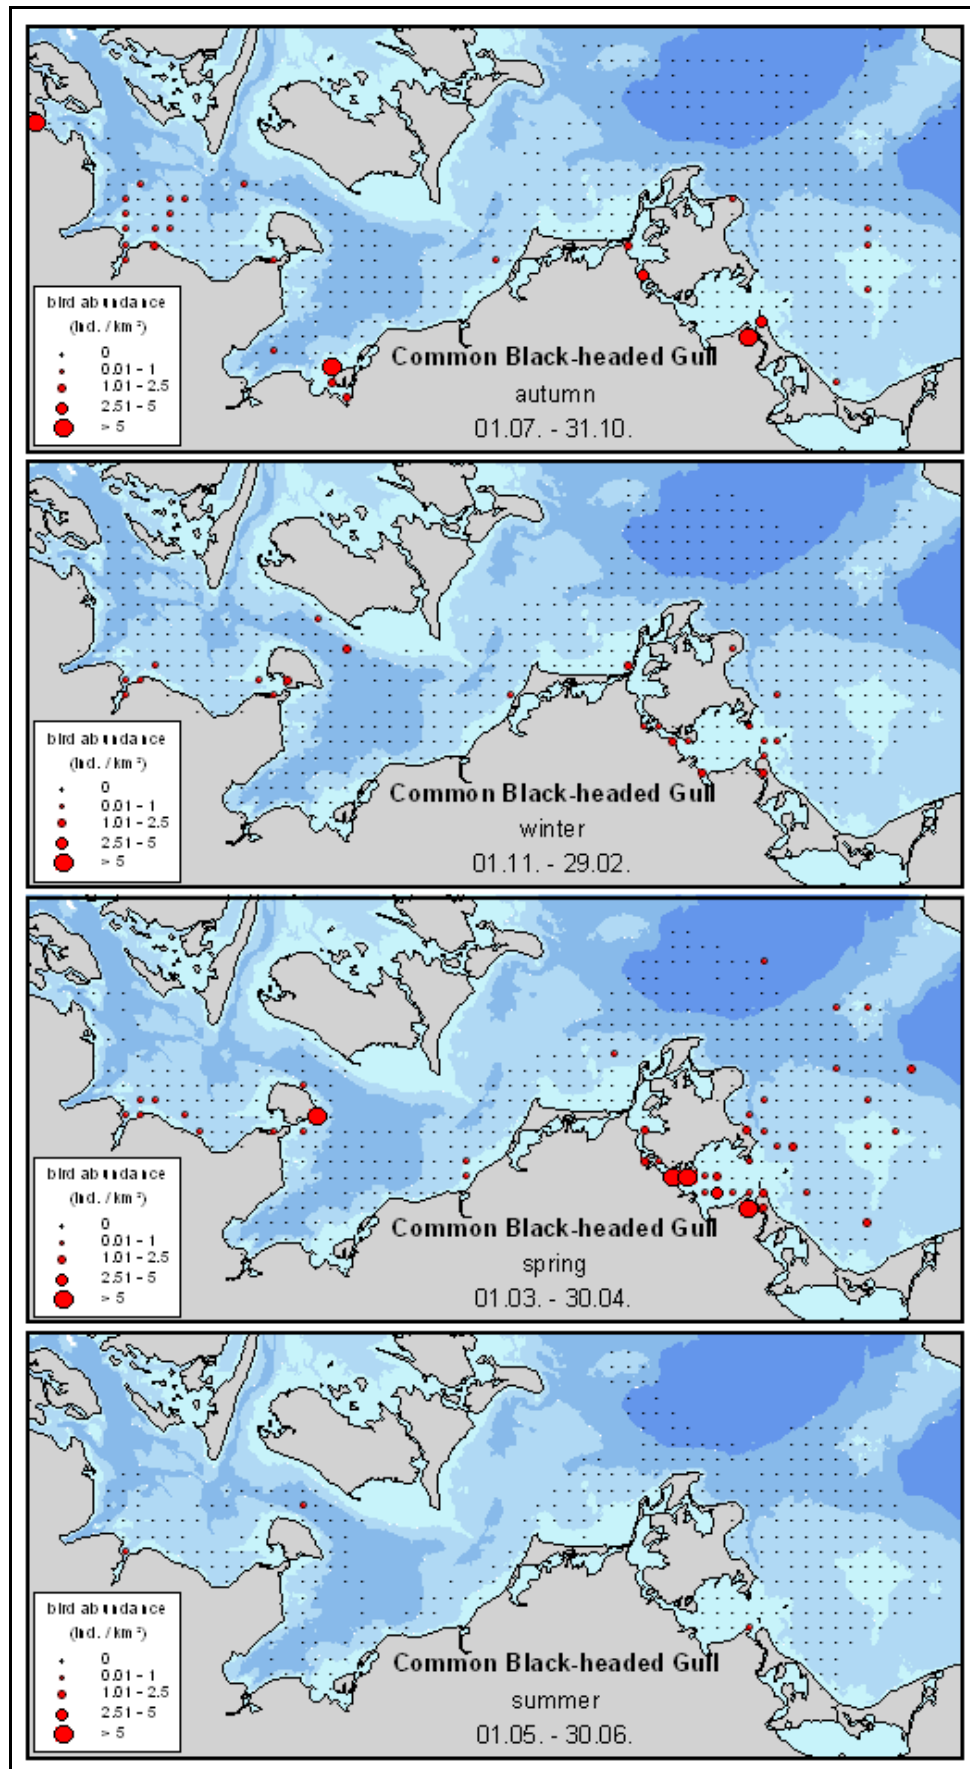 bird abundance
(Ind. / km²)
0
0.01 - 1
1.01 - 2.5
2.51 - 5
> 5
Common Black-headed Gull
autumn
01.07. - 31.10.
bird abundance
(Ind. / km²)
0
0.01 - 1
1.01 - 2.5
2.51 - 5
> 5
Common Black-headed Gull
winter
01.11. - 29.02.
bird abundance
(Ind. / km²)
0
0.01 - 1
1.01 - 2.5
2.51 - 5
> 5
Common Black-headed Gull
spring
01.03. - 30.04.
bird abundance
(Ind. / km²)
0
0.01 - 1
1.01 - 2.5
2.51 - 5
> 5
Common Black-headed Gull
summer
01.05. - 30.06.